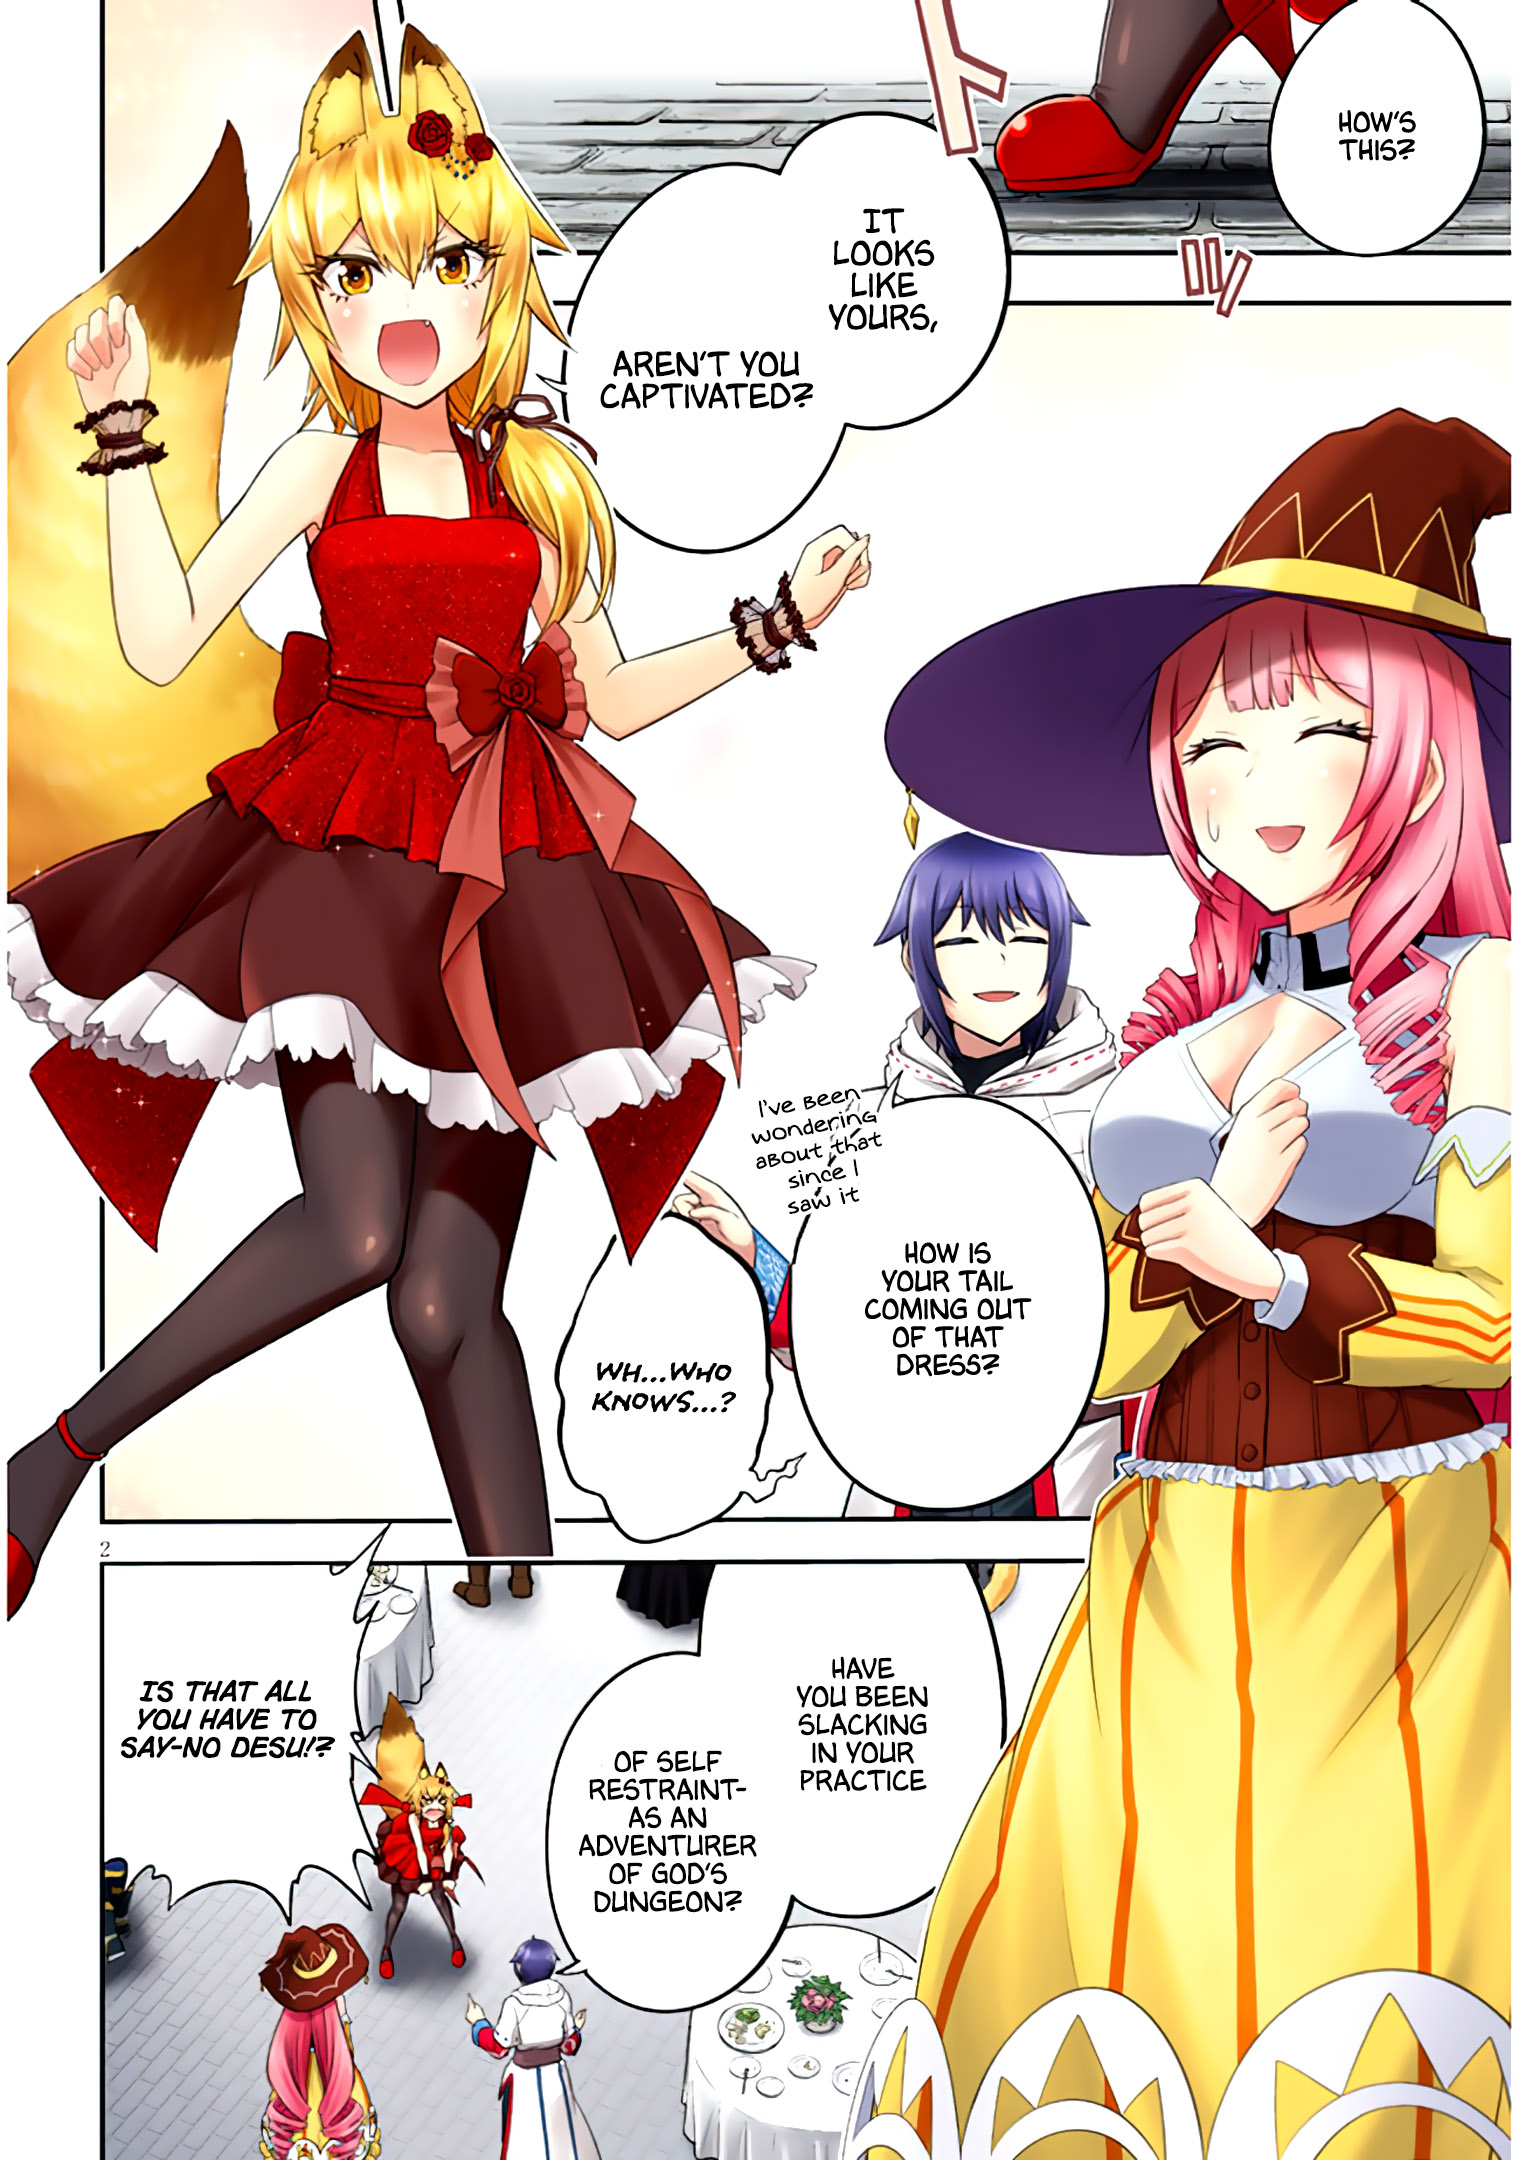 HOW'S
THIS?
IT
LOOKS
LIKE
YOURS,
AREN'T YOU
CAPTIVATED?
I've been
wondering
about that
since I
saw it
HOW IS
YOUR TAIL
COMING OUT
OF THAT
DRESS?
WH...WHO
KNOWS...?
2
HAVE
YOU BEEN
SLACKING
IN YOUR
PRACTICE
OF SELF
RESTRAINT-
AS AN
ADVENTURER
OF GOD'S
DUNGEON?
IS THAT ALL
YOU HAVE TO
SAY-NO DESU!?